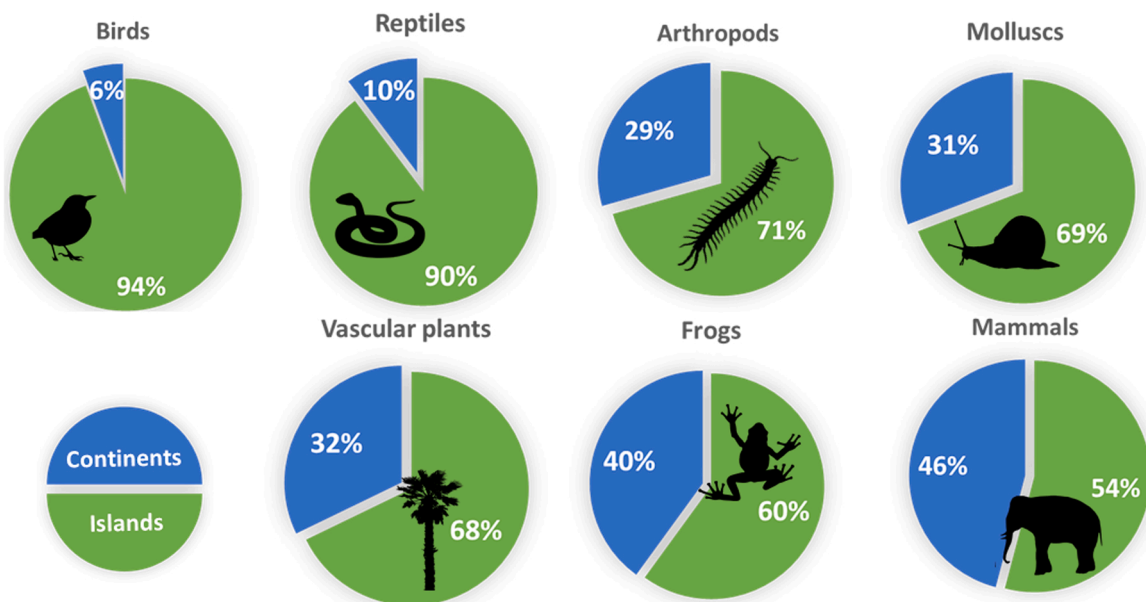 Birds
6%
94%
Reptiles
10%
90%
Arthropods
29%
71%
Molluscs
31%
69%
Continents
Islands
Vascular plants
32%
68%
Frogs
40%
60%
Mammals
46%
54%